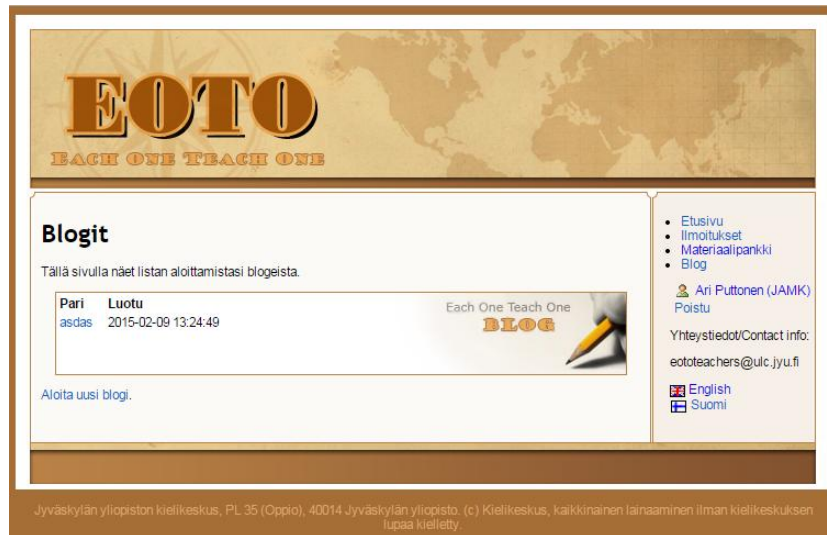 EOTO
EACH ONE TEACH ONE
Blogit
Tällä sivulla näet listan aloittamistasi blogeista.
Pari Luotu
asdas 2015-02-09 13:24:49
Each One Teach One
BLOG
Aloita uusi blogi.
Etusivu
Ilmoitukset
Materiaalipankki
Blog
Ari Puttonen (JAMK)
Poistu
Yhteystiedot/Contact info:
eototeachers@ulc.jyu.fi
English
Suomi
Jyväskylän yliopiston kielikeskus, PL 35 (Oppio), 40014 Jyväskylän yliopisto. (c) Kielikeskus, kaikkinainen lainaaminen ilman kielikeskuksen
lupaa kielletty.